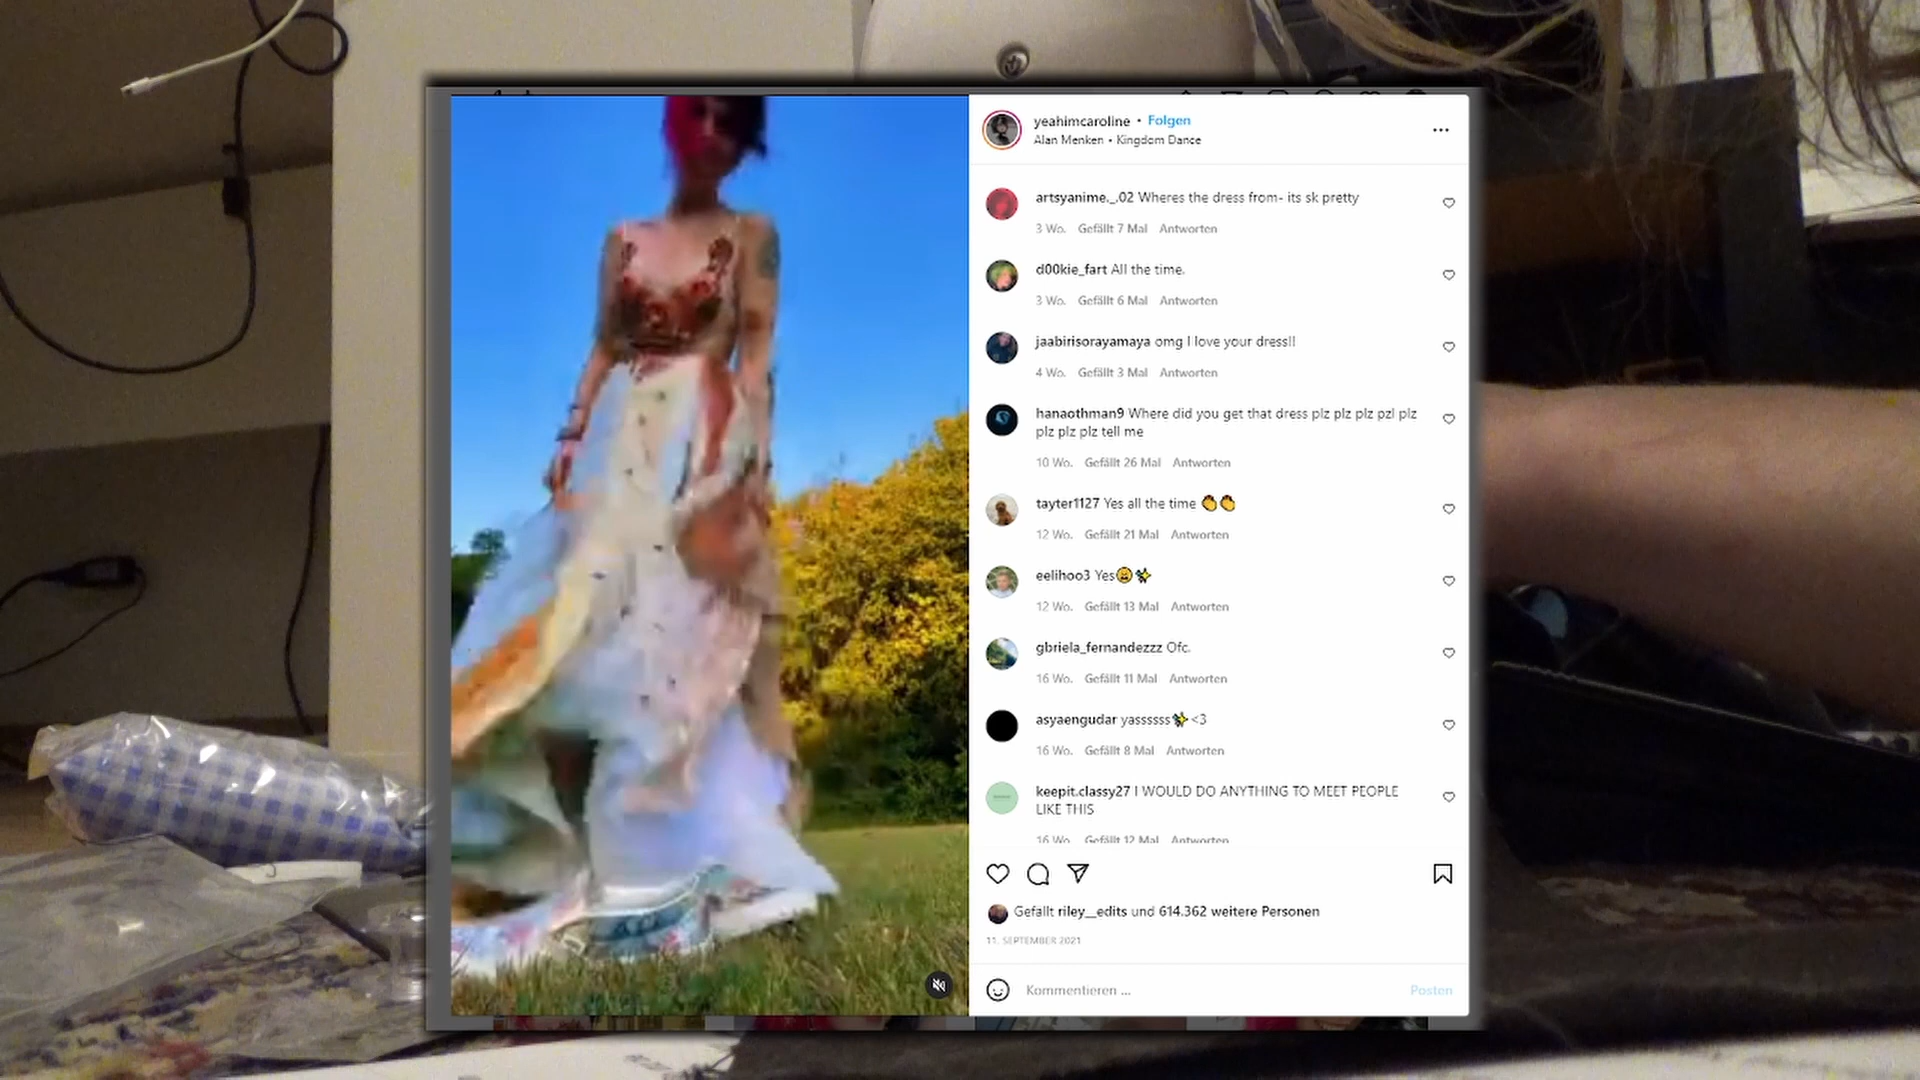 yeahimcaroline • Folgen
Alan Menken • Kingdom Dance
artsyanime._.02 Wheres the dress from- its sk pretty
3 Wo. Gefällt 7 Mal Antworten
d00kie_fart All the time.
3 Wo. Gefällt 6 Mal Antworten
jaabirisorayamaya omg I love your dress!!
4 Wo. Gefällt 3 Mal Antworten
hanaothman9 Where did you get that dress plz plz plz pzl plz
plz plz plz tell me
10 Wo. Gefällt 26 Mal Antworten
tayter1127 Yes all the time 👏👏
12 Wo. Gefällt 21 Mal Antworten
eelihoo3 Yes😩✨
12 Wo. Gefällt 13 Mal Antworten
gbriela_fernandezzz Ofc.
16 Wo. Gefällt 11 Mal Antworten
asyaengudar yassssss✨<3
16 Wo. Gefällt 8 Mal Antworten
keepit.classy27 I WOULD DO ANYTHING TO MEET PEOPLE
LIKE THIS
16 Wo. Gefällt 12 Mal Antworten
Gefällt riley__edits und 614.362 weitere Personen
11. SEPTEMBER 2021
Kommentieren ...
Posten